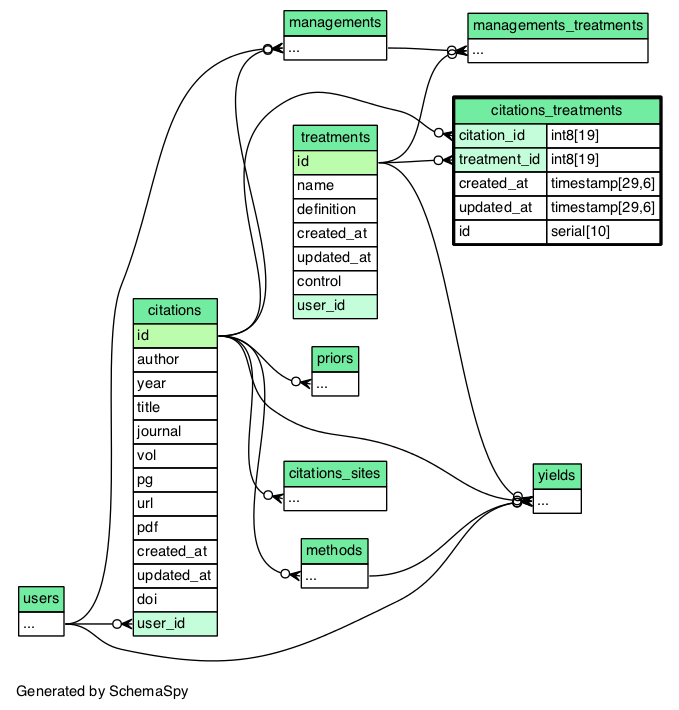 managements
...
managements_treatments
...
citations_treatments
citation_id int8[19]
treatment_id int8[19]
created_at timestamp[29,6]
updated_at timestamp[29,6]
id serial[10]
treatments
id
name
definition
created_at
updated_at
control
user_id
citations
id
author
year
title
journal
vol
pg
url
pdf
created_at
updated_at
doi
user_id
priors
...
citations_sites
...
yields
...
methods
...
users
...
Generated by SchemaSpy